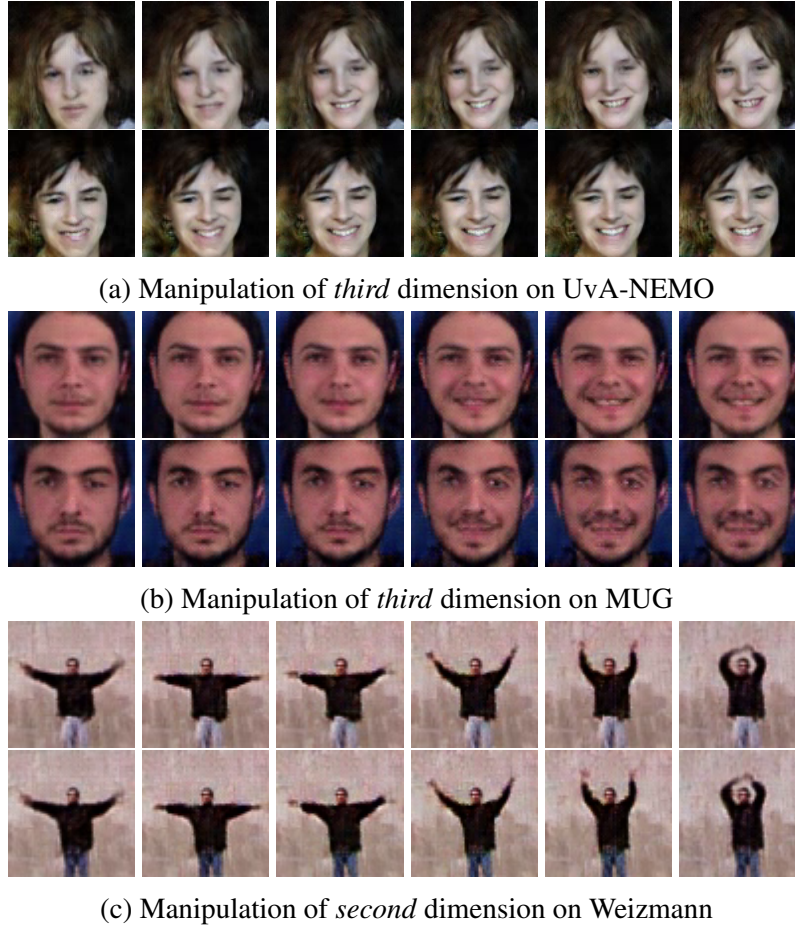 (a) Manipulation of third dimension on UvA-NEMO
(b) Manipulation of third dimension on MUG
(c) Manipulation of second dimension on Weizmann